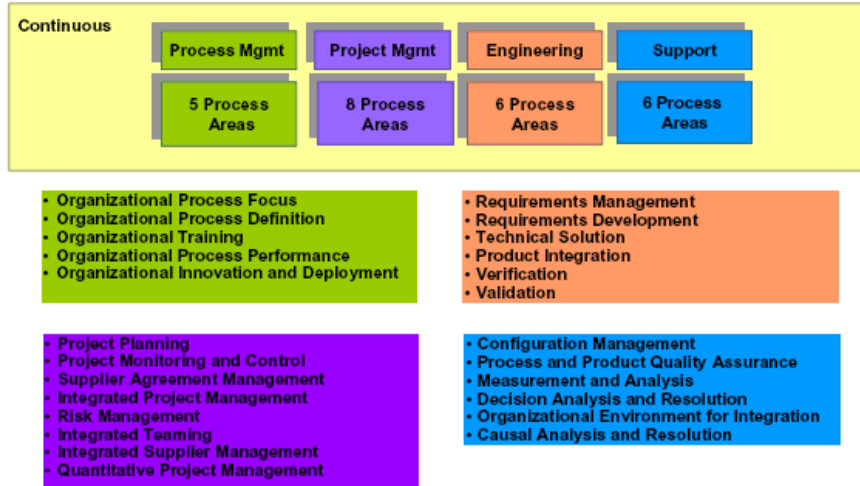 Continuous
Process Mgmt
Project Mgmt
Engineering
Support
5 Process
Areas
8 Process
Areas
6 Process
Areas
6 Process
Areas
• Organizational Process Focus
• Organizational Process Definition
• Organizational Training
• Organizational Process Performance
• Organizational Innovation and Deployment
• Requirements Management
• Requirements Development
• Technical Solution
• Product Integration
• Verification
• Validation
• Project Planning
• Project Monitoring and Control
• Supplier Agreement Management
• Integrated Project Management
• Risk Management
• Integrated Teaming
• Integrated Supplier Management
• Quantitative Project Management
• Configuration Management
• Process and Product Quality Assurance
• Measurement and Analysis
• Decision Analysis and Resolution
• Organizational Environment for Integration
• Causal Analysis and Resolution